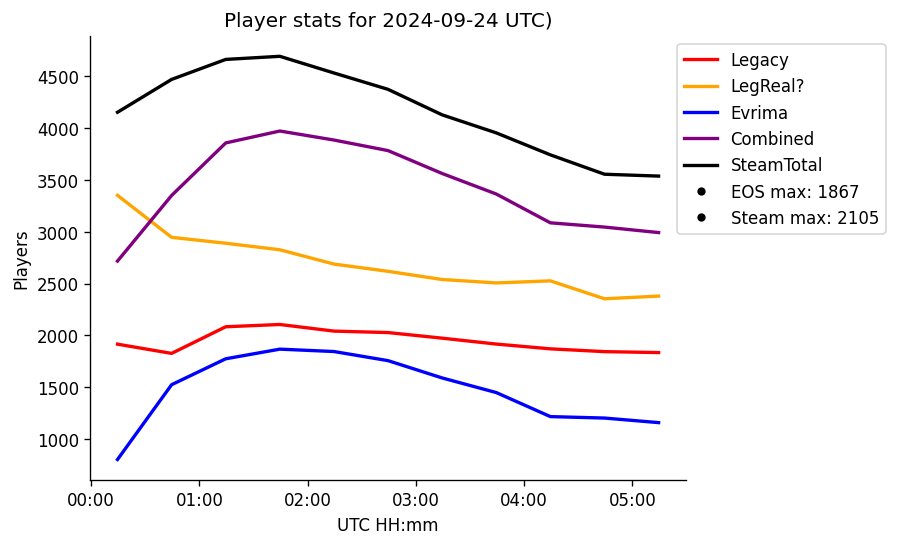 Player stats for 2024-09-24 UTC)
Legacy
LegReal?
Evrima
Combined
SteamTotal
EOS max: 1867
Steam max: 2105
Players
4500
4000
3500
3000
2500
2000
1500
1000
00:00 01:00 02:00 03:00 04:00 05:00
UTC HH:mm